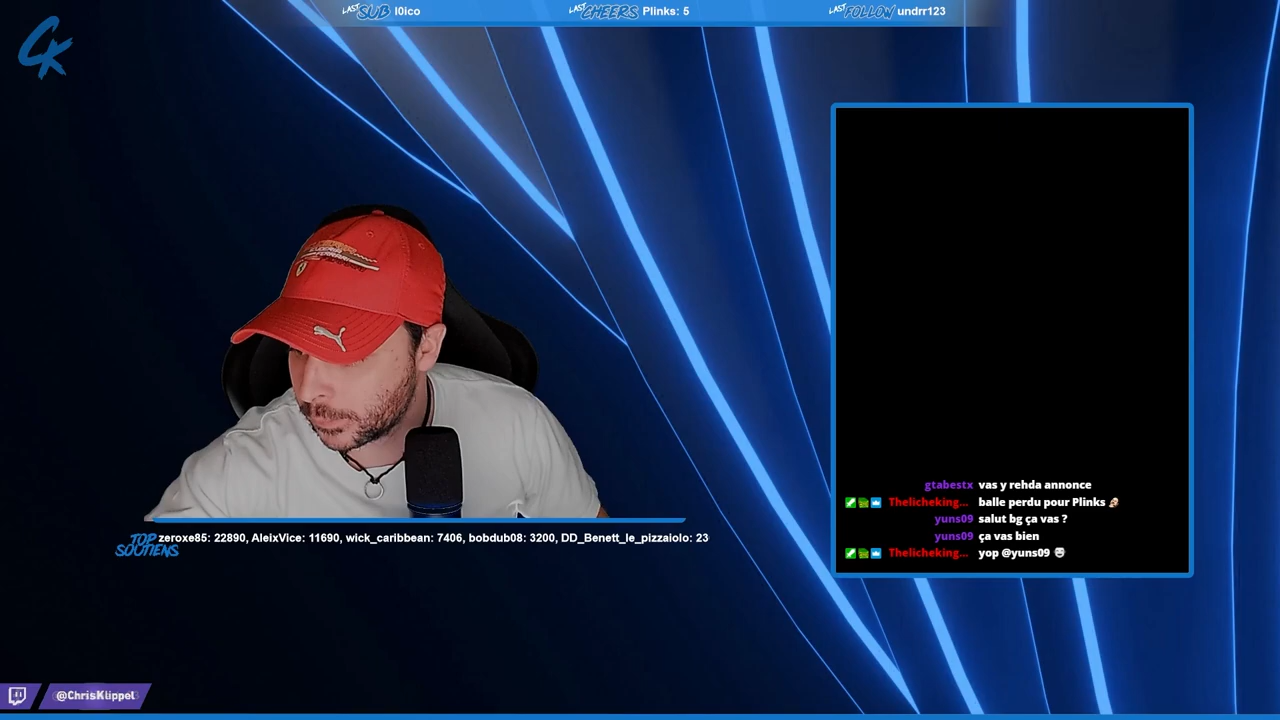 LAST SUB l0ico
LAST CHEERS Plinks: 5
LAST FOLLOW undrr123
CK
gtabestx vas y rehda annonce
Thelicheking... balle perdu pour Plinks
yuns09 salut bg ça vas ?
yuns09 ça vas bien
Thelicheking... yop @yuns09
TOP SOUTIENS zeroxe85: 22890, AleixVice: 11690, wick_caribbean: 7406, bobdub08: 3200, DD_Benett_le_pizzaiolo: 23
@ChrisKlippel